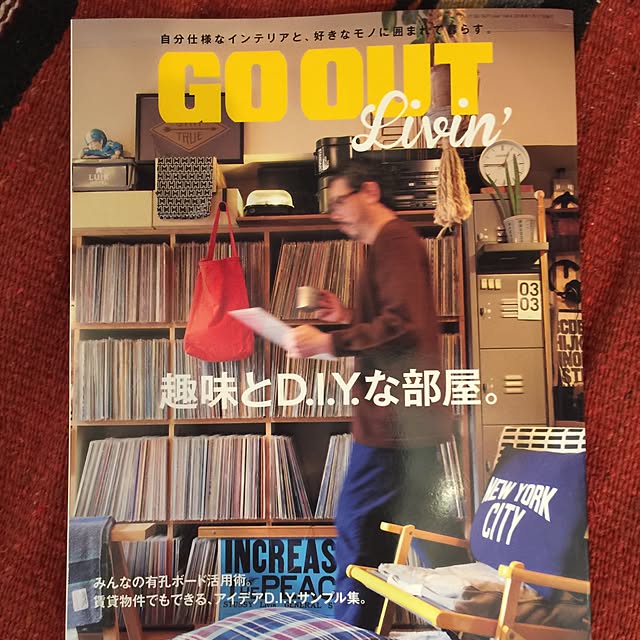 自分仕様なインテリアと、好きなモノに囲まれて暮らす。
GO OUT
Livin'
TRUE
LUIK
03
03
趣味とD.I.Y.な部屋。
NEW YORK
CITY
INCREAS
PEAC
みんなの有孔ボード活用術。
賃貸物件でもできる、アイデアD.I.Y.サンプル集。